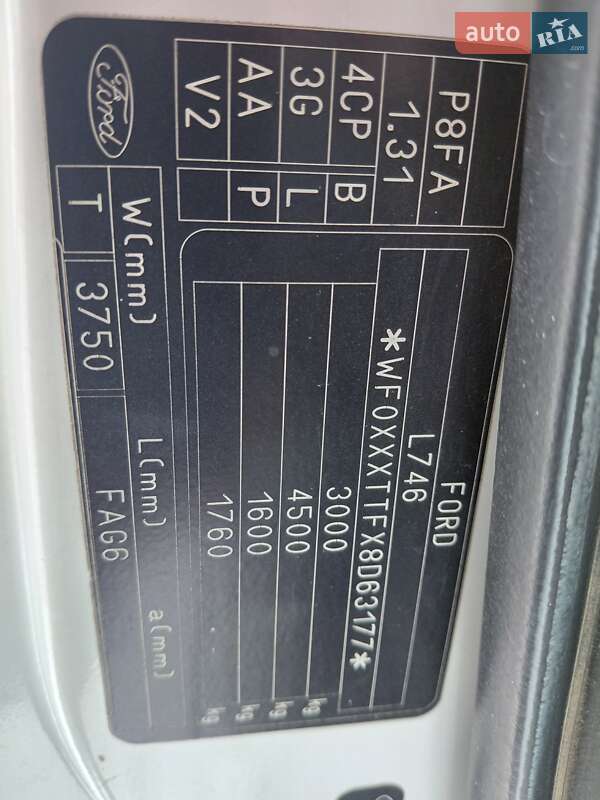 auto RIA .com
P8FA FORD
1.31 L746
*WF0XXXTTFX8D63177*
4CP B 3000 kg
3G L 4500 kg
AA P 1600 kg
V2 1760 kg
W(mm) L(mm) a(mm)
Ford T 3750 FAG6